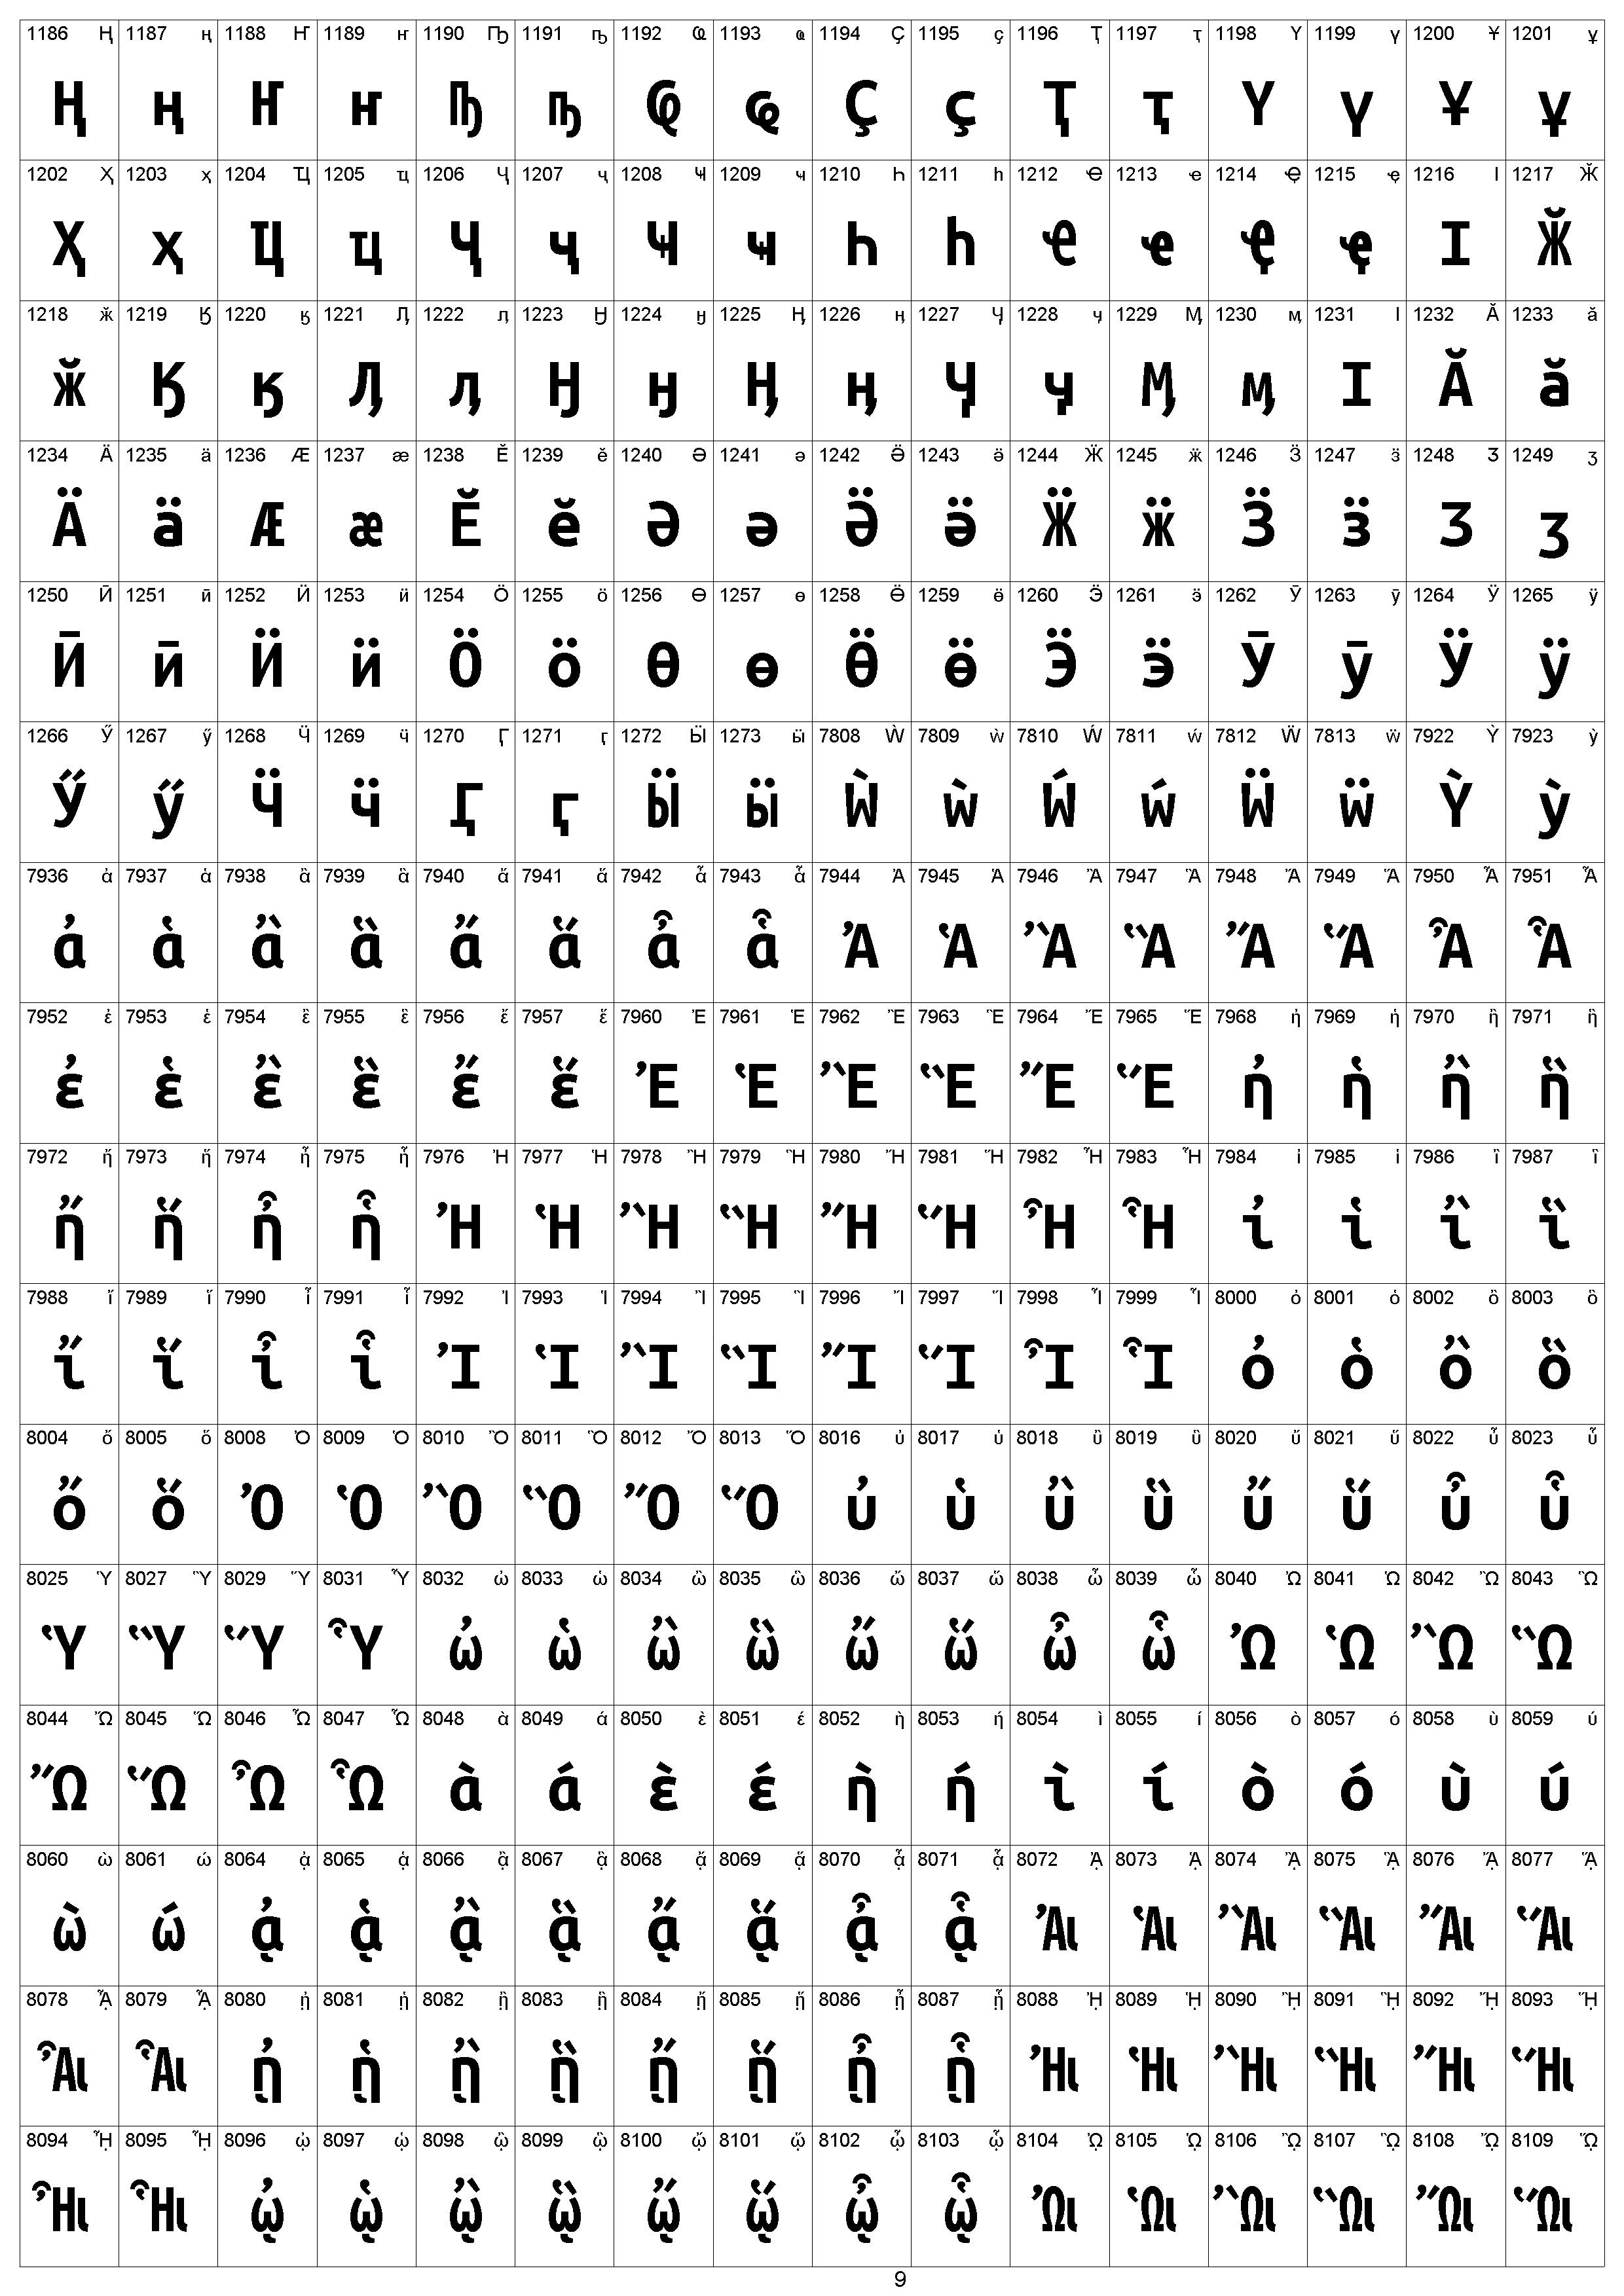 1186 Ң 1187 ң 1188 Ҥ 1189 ҥ 1190 Ҧ 1191 ҧ 1192 Ҩ 1193 ҩ 1194 Ҫ 1195 ҫ 1196 Ҭ 1197 ҭ 1198 Ү 1199 ү 1200 Ұ 1201 ұ
Ң ң Ҥ ҥ Ҧ ҧ Ҩ ҩ Ҫ ҫ Ҭ ҭ Ү ү Ұ ұ
1202 Ҳ 1203 ҳ 1204 Ҵ 1205 ҵ 1206 Ҷ 1207 ҷ 1208 Ҹ 1209 ҹ 1210 Һ 1211 һ 1212 Ҽ 1213 ҽ 1214 Ҿ 1215 ҿ 1216 Ӏ 1217 Ӂ
Ҳ ҳ Ҵ ҵ Ҷ ҷ Ҹ ҹ Һ һ Ҽ ҽ Ҿ ҿ Ӏ Ӂ
1218 ӂ 1219 Ӄ 1220 ӄ 1221 Ӆ 1222 ӆ 1223 Ӈ 1224 ӈ 1225 Ӊ 1226 ӊ 1227 Ӌ 1228 ӌ 1229 Ӎ 1230 ӎ 1231 ӏ 1232 Ӑ 1233 ӑ
ӂ Ӄ ӄ Ӆ ӆ Ӈ ӈ Ӊ ӊ Ӌ ӌ Ӎ ӎ ӏ Ӑ ӑ
1234 Ӓ 1235 ӓ 1236 Ӕ 1237 ӕ 1238 Ӗ 1239 ӗ 1240 Ә 1241 ә 1242 Ӛ 1243 ӛ 1244 Ӝ 1245 ӝ 1246 Ӟ 1247 ӟ 1248 Ӡ 1249 ӡ
Ӓ ӓ Ӕ ӕ Ӗ ӗ Ә ә Ӛ ӛ Ӝ ӝ Ӟ ӟ Ӡ ӡ
1250 Ӣ 1251 ӣ 1252 Ӥ 1253 ӥ 1254 Ӧ 1255 ӧ 1256 Ө 1257 ө 1258 Ӫ 1259 ӫ 1260 Ӭ 1261 ӭ 1262 Ӯ 1263 ӯ 1264 Ӱ 1265 ӱ
Ӣ ӣ Ӥ ӥ Ӧ ӧ Ө ө Ӫ ӫ Ӭ ӭ Ӯ ӯ Ӱ ӱ
1266 Ӳ 1267 ӳ 1268 Ӵ 1269 ӵ 1270 Ӷ 1271 ӷ 1272 Ӹ 1273 ӹ 7808 Ẁ 7809 ẁ 7810 Ẃ 7811 ẃ 7812 Ẅ 7813 ẅ 7922 Ỳ 7923 ỳ
Ӳ ӳ Ӵ ӵ Ӷ ӷ Ӹ ӹ Ẁ ẁ Ẃ ẃ Ẅ ẅ Ỳ ỳ
7936 ἀ 7937 ἁ 7938 ἂ 7939 ἃ 7940 ἄ 7941 ἅ 7942 ἆ 7943 ἇ 7944 Ἀ 7945 Ἁ 7946 Ἂ 7947 Ἃ 7948 Ἄ 7949 Ἅ 7950 Ἆ 7951 Ἇ
ἀ ἁ ἂ ἃ ἄ ἅ ἆ ἇ Ἀ Ἁ Ἂ Ἃ Ἄ Ἅ Ἆ Ἇ
7952 ἐ 7953 ἑ 7954 ἒ 7955 ἓ 7956 ἔ 7957 ἕ 7960 Ἐ 7961 Ἑ 7962 Ἒ 7963 Ἓ 7964 Ἔ 7965 Ἕ 7968 ἠ 7969 ἡ 7970 ἢ 7971 ἣ
ἐ ἑ ἒ ἓ ἔ ἕ Ἐ Ἑ Ἒ Ἓ Ἔ Ἕ ἠ ἡ ἢ ἣ
7972 ἤ 7973 ἥ 7974 ἦ 7975 ἧ 7976 Ἠ 7977 Ἡ 7978 Ἢ 7979 Ἣ 7980 Ἤ 7981 Ἥ 7982 Ἦ 7983 Ἧ 7984 ἰ 7985 ἱ 7986 ἲ 7987 ἳ
ἤ ἥ ἦ ἧ Ἠ Ἡ Ἢ Ἣ Ἤ Ἥ Ἦ Ἧ ἰ ἱ ἲ ἳ
7988 ἴ 7989 ἵ 7990 ἶ 7991 ἷ 7992 Ἰ 7993 Ἱ 7994 Ἲ 7995 Ἳ 7996 Ἴ 7997 Ἵ 7998 Ἶ 7999 Ἷ 8000 ὀ 8001 ὁ 8002 ὂ 8003 ὃ
ἴ ἵ ἶ ἷ Ἰ Ἱ Ἲ Ἳ Ἴ Ἵ Ἶ Ἷ ὀ ὁ ὂ ὃ
8004 ὄ 8005 ὅ 8008 Ὀ 8009 Ὁ 8010 Ὂ 8011 Ὃ 8012 Ὄ 8013 Ὅ 8016 ὐ 8017 ὑ 8018 ὒ 8019 ὓ 8020 ὔ 8021 ὕ 8022 ὖ 8023 ὗ
ὄ ὅ Ὀ Ὁ Ὂ Ὃ Ὄ Ὅ ὐ ὑ ὒ ὓ ὔ ὕ ὖ ὗ
8025 Ὑ 8027 Ὓ 8029 Ὕ 8031 Ὗ 8032 ὠ 8033 ὡ 8034 ὢ 8035 ὣ 8036 ὤ 8037 ὥ 8038 ὦ 8039 ὧ 8040 Ὠ 8041 Ὡ 8042 Ὢ 8043 Ὣ
Ὑ Ὓ Ὕ Ὗ ὠ ὡ ὢ ὣ ὤ ὥ ὦ ὧ Ὠ Ὡ Ὢ Ὣ
8044 Ὤ 8045 Ὥ 8046 Ὦ 8047 Ὧ 8048 ὰ 8049 ά 8050 ὲ 8051 έ 8052 ὴ 8053 ή 8054 ὶ 8055 ί 8056 ὸ 8057 ό 8058 ὺ 8059 ύ
Ὤ Ὥ Ὦ Ὧ ὰ ά ὲ έ ὴ ή ὶ ί ὸ ό ὺ ύ
8060 ὼ 8061 ώ 8064 ᾀ 8065 ᾁ 8066 ᾂ 8067 ᾃ 8068 ᾄ 8069 ᾅ 8070 ᾆ 8071 ᾇ 8072 ᾈ 8073 ᾉ 8074 ᾊ 8075 ᾋ 8076 ᾌ 8077 ᾍ
ὼ ώ ᾀ ᾁ ᾂ ᾃ ᾄ ᾅ ᾆ ᾇ ᾈ ᾉ ᾊ ᾋ ᾌ ᾍ
8078 ᾎ 8079 ᾏ 8080 ᾐ 8081 ᾑ 8082 ᾒ 8083 ᾓ 8084 ᾔ 8085 ᾕ 8086 ᾖ 8087 ᾗ 8088 ᾘ 8089 ᾙ 8090 ᾚ 8091 ᾛ 8092 ᾜ 8093 ᾝ
ᾎ ᾏ ᾐ ᾑ ᾒ ᾓ ᾔ ᾕ ᾖ ᾗ ᾘ ᾙ ᾚ ᾛ ᾜ ᾝ
8094 ᾞ 8095 ᾟ 8096 ᾠ 8097 ᾡ 8098 ᾢ 8099 ᾣ 8100 ᾤ 8101 ᾥ 8102 ᾦ 8103 ᾧ 8104 ᾨ 8105 ᾩ 8106 ᾪ 8107 ᾫ 8108 ᾬ 8109 ᾭ
ᾞ ᾟ ᾠ ᾡ ᾢ ᾣ ᾤ ᾥ ᾦ ᾧ ᾨ ᾩ ᾪ ᾫ ᾬ ᾭ
9